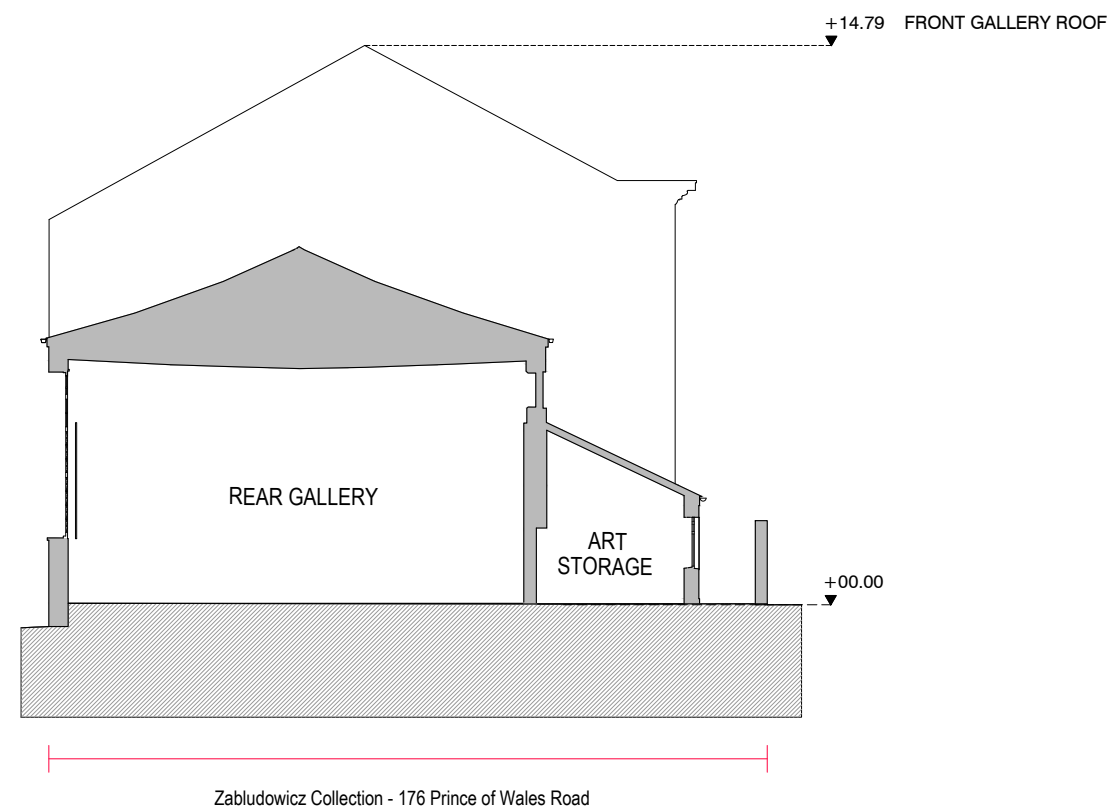 +14.79 FRONT GALLERY ROOF
REAR GALLERY
ART
STORAGE
+00.00
Zabludowicz Collection - 176 Prince of Wales Road